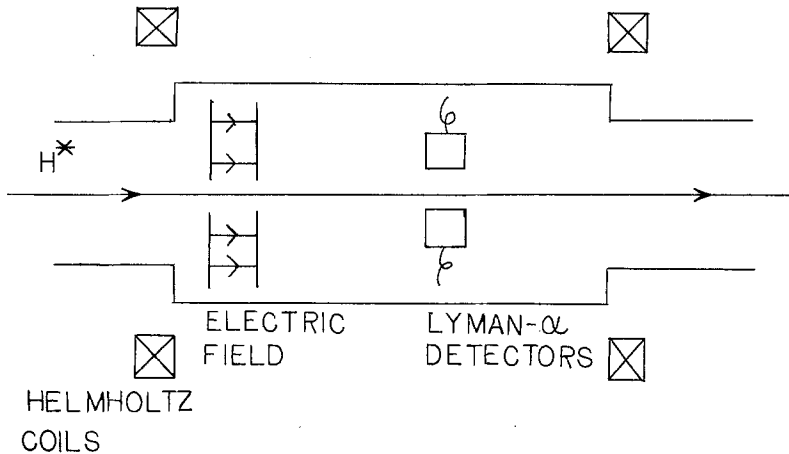 H*
ELECTRIC
FIELD
LYMAN-α
DETECTORS
HELMHOLTZ
COILS